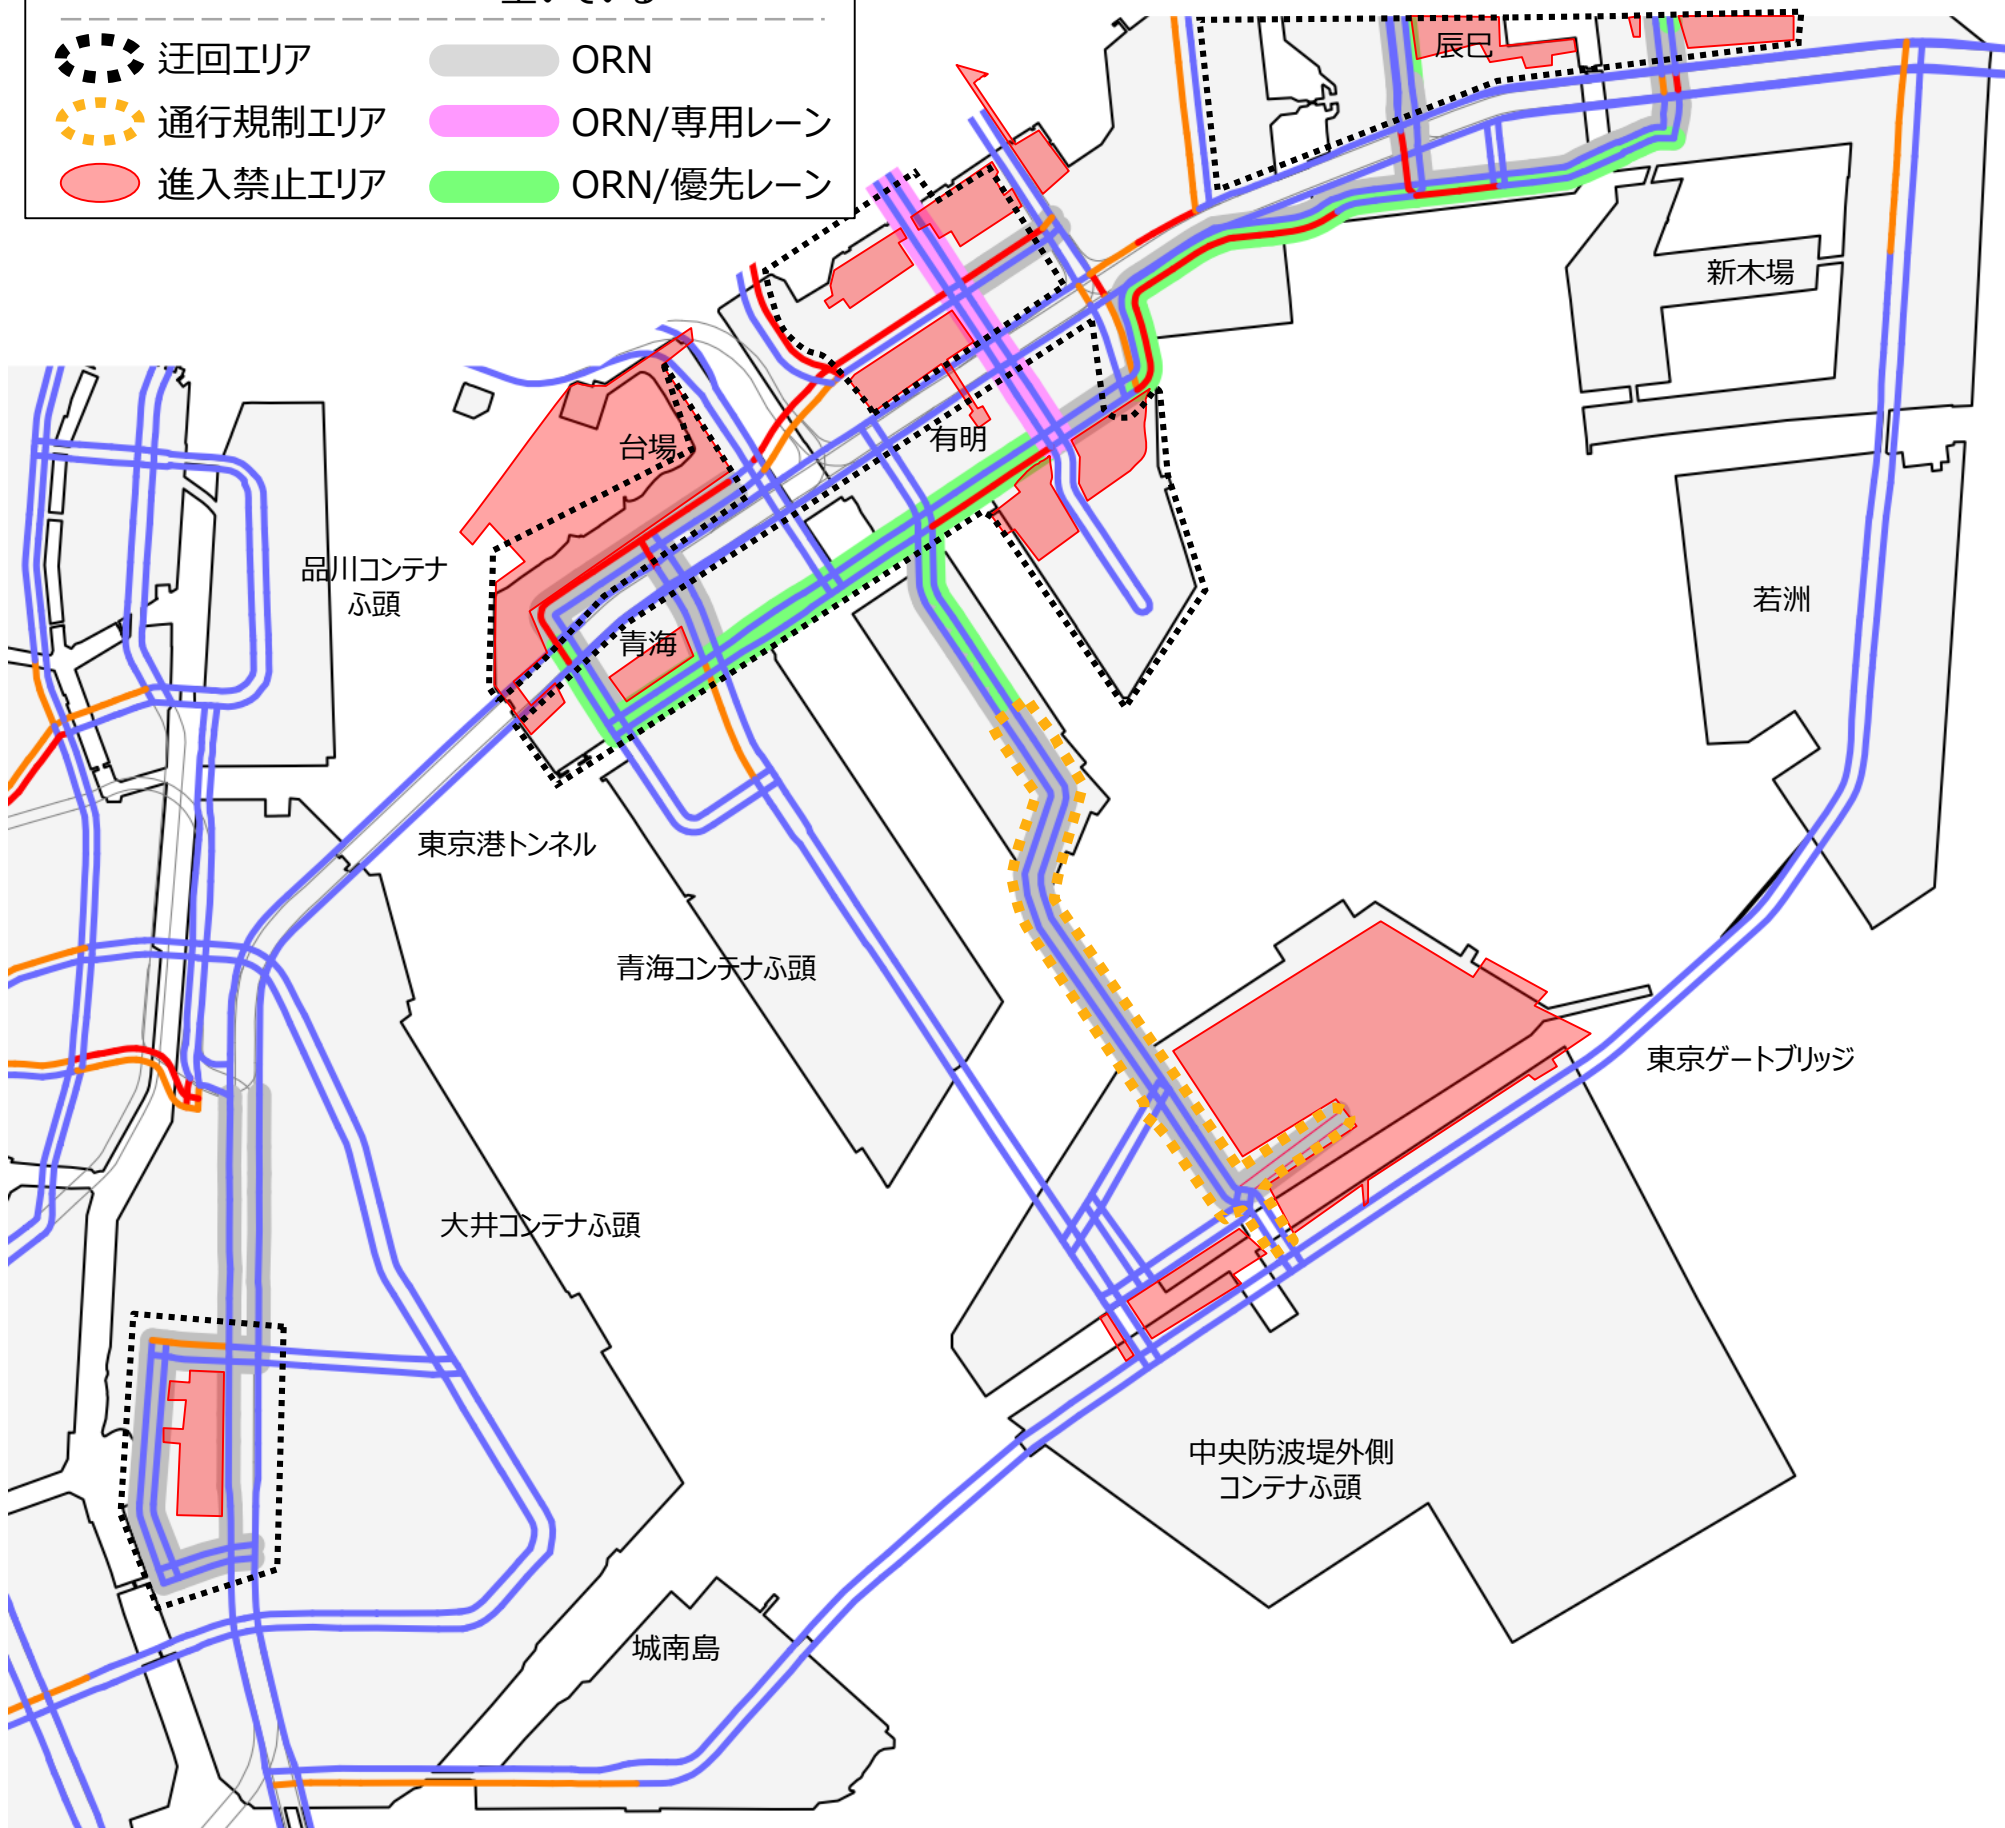 空いている
迂回エリア
ORN
通行規制エリア
ORN/専用レーン
進入禁止エリア
ORN/優先レーン
辰巳
新木場
有明
台場
品川コンテナ
ふ頭
青海
若洲
東京港トンネル
青海コンテナふ頭
東京ゲートブリッジ
大井コンテナふ頭
中央防波堤外側
コンテナふ頭
城南島